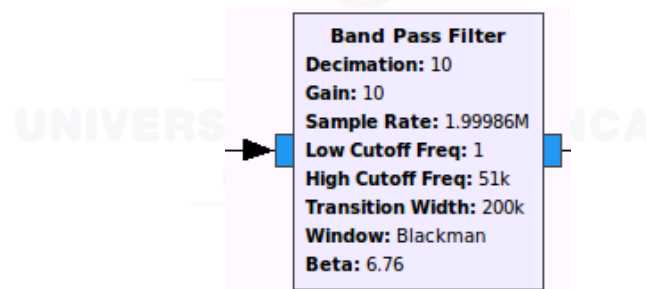 Band Pass Filter
Decimation: 10
Gain: 10
Sample Rate: 1.99986M
Low Cutoff Freq: 1
High Cutoff Freq: 51k
Transition Width: 200k
Window: Blackman
Beta: 6.76